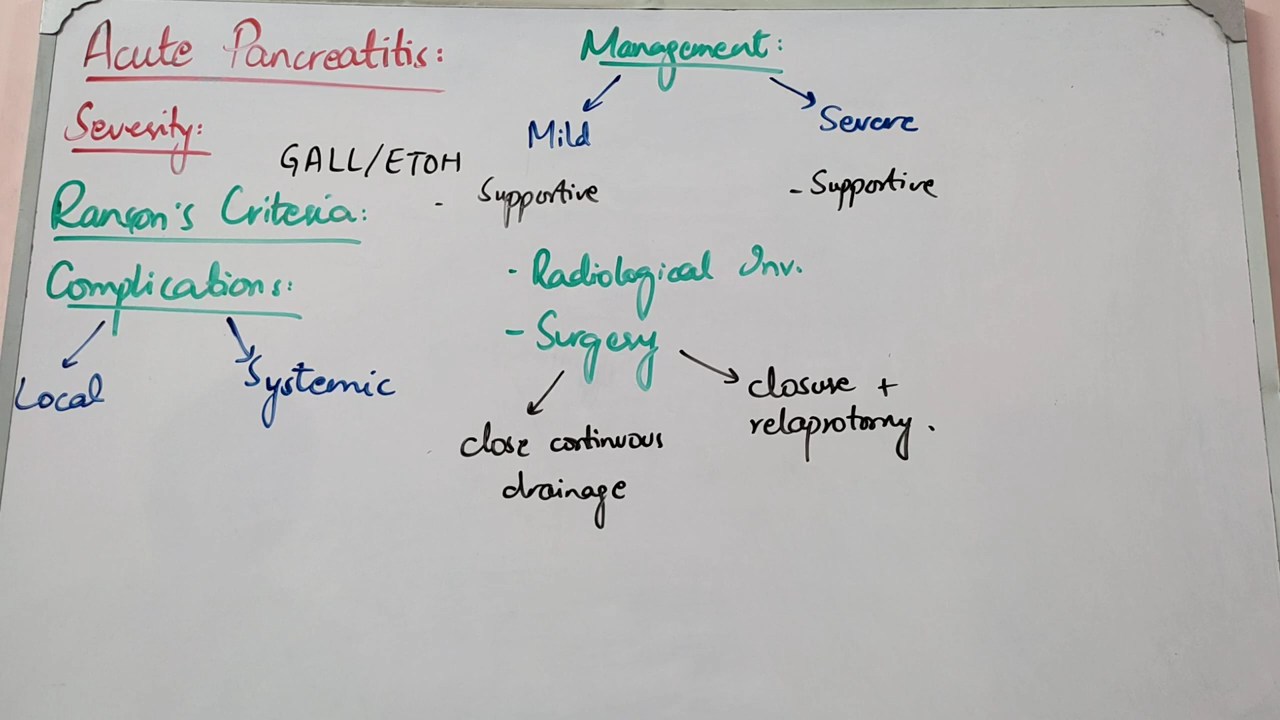 Acute Pancreatitis:
Severity:
GALL/ETOH
Ranson's Criteria:
Complications:
Local
Systemic
Management:
Mild
Severe
- Supportive
- Supportive
- Radiological Inv.
- Surgery
close continuous
drainage
closure +
relaprotomy.